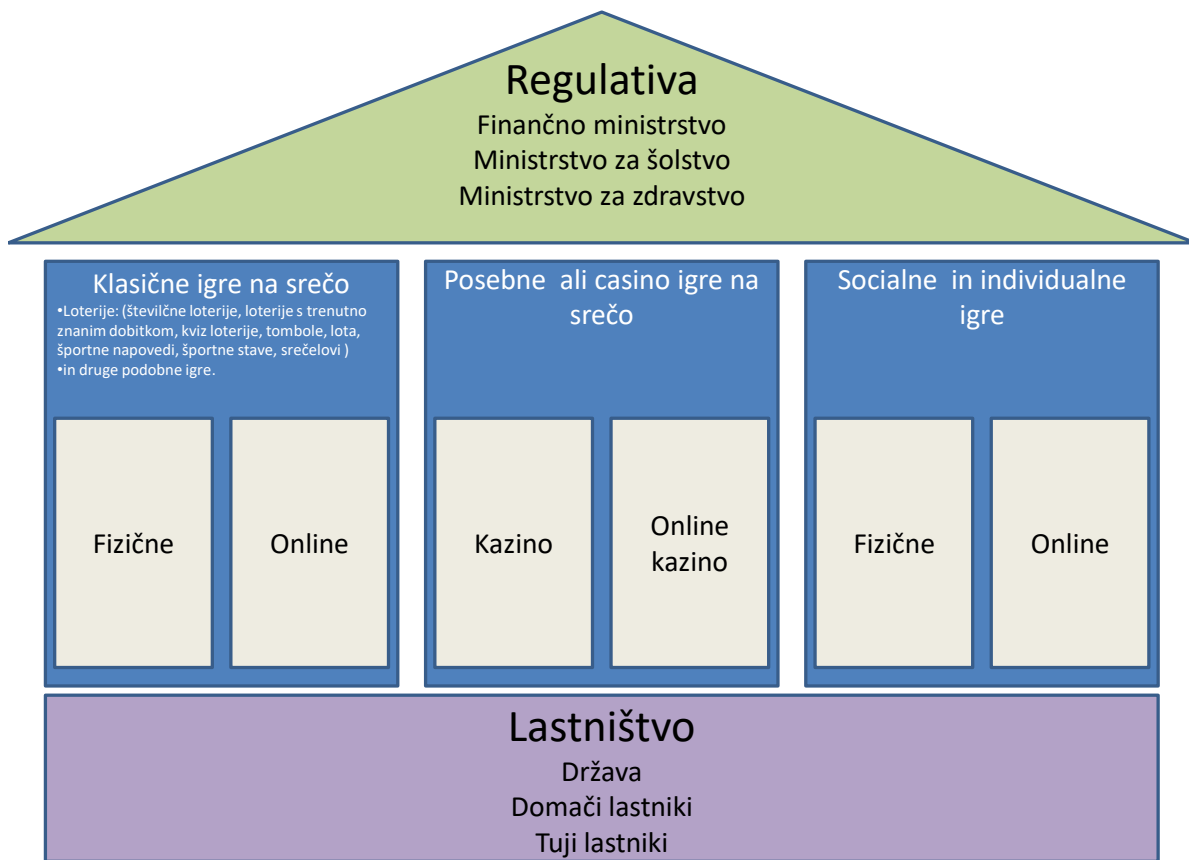 Regulativa
Finančno ministrstvo
Ministrstvo za šolstvo
Ministrstvo za zdravstvo
Klasične igre na srečo
•Loterije: (številčne loterije, loterije s trenutno
znanim dobitkom, kviz loterije, tombole, lota,
športne napovedi, športne stave, srečelovi )
•in druge podobne igre.
Fizične
Online
Posebne ali casino igre na
srečo
Kazino
Online
kazino
Socialne in individualne
igre
Fizične
Online
Lastništvo
Država
Domači lastniki
Tuji lastniki